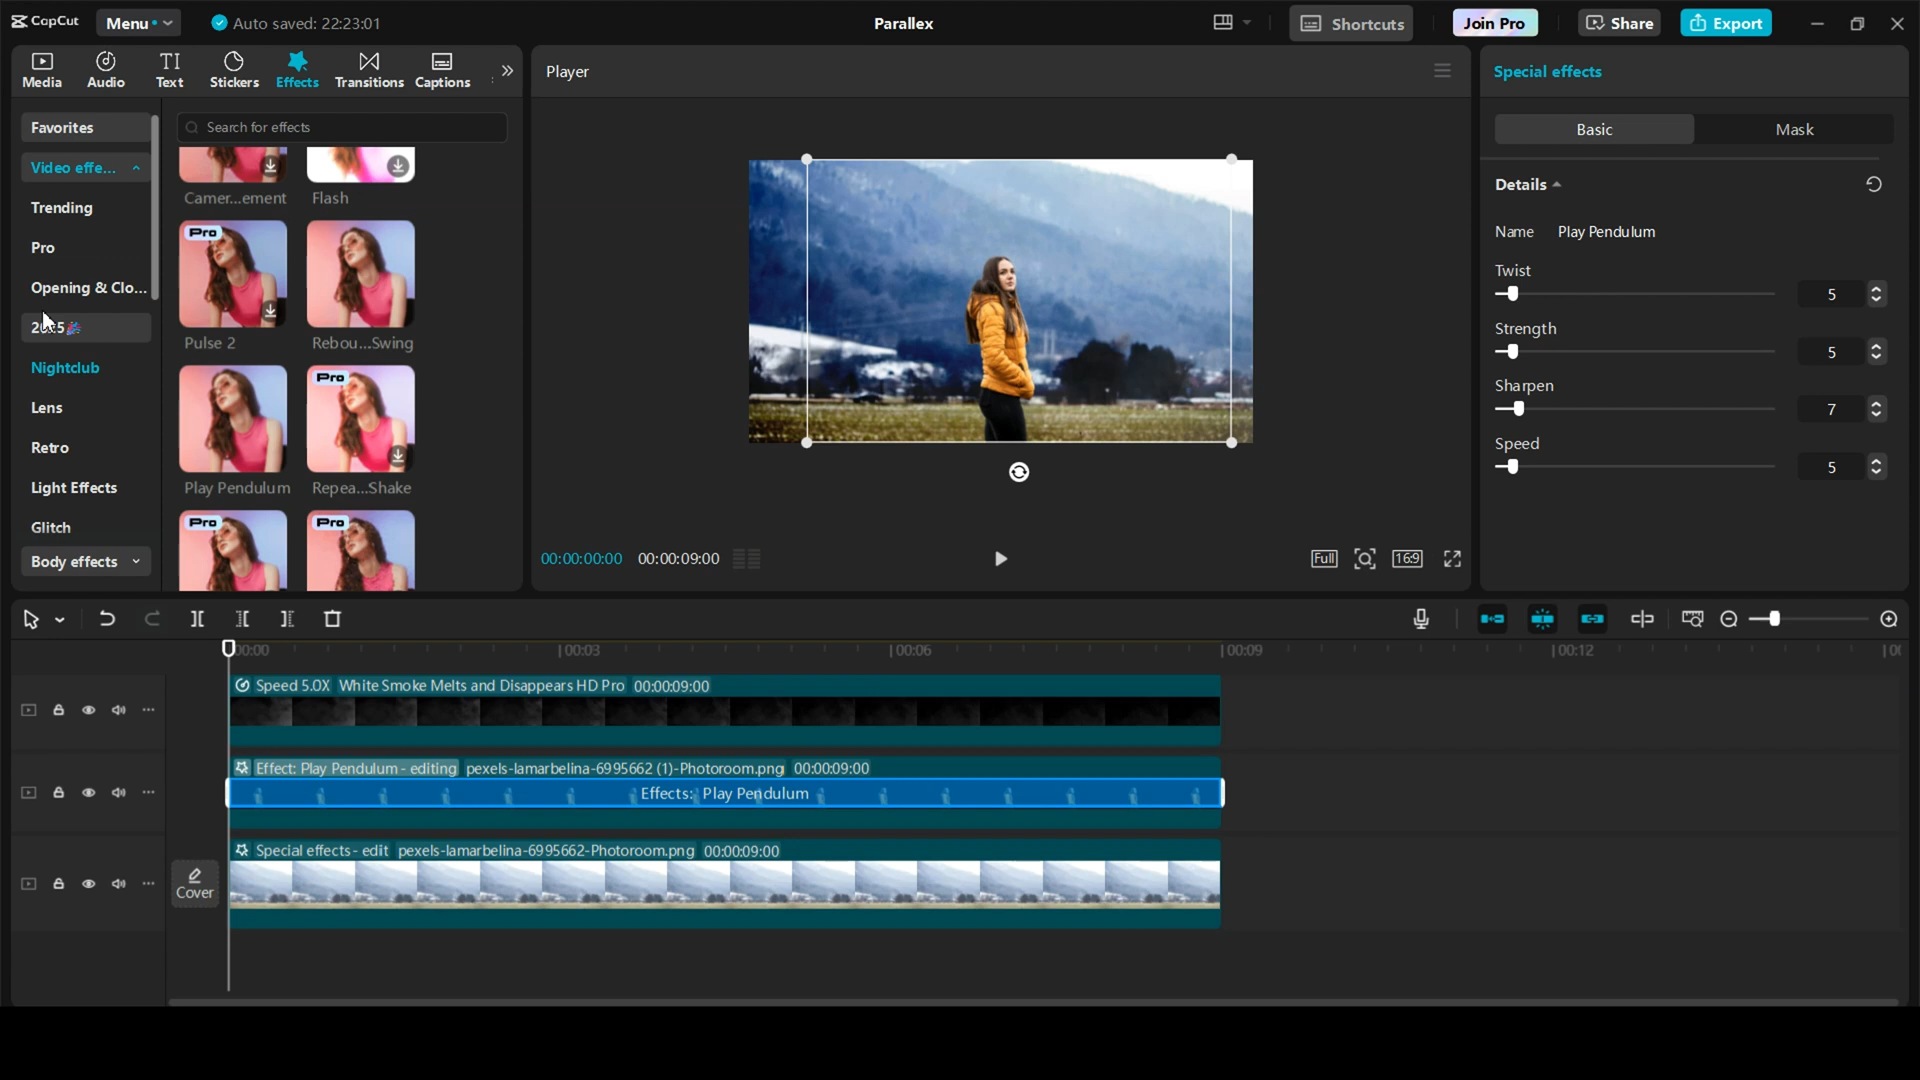 CapCut
Menu
Auto saved: 22:23:01
Parallex
Shortcuts
Join Pro
Share
Export
Media
Audio
Text
Stickers
Effects
Transitions
Captions
Player
Special effects
Favorites
Search for effects
Basic
Mask
Video effe...
Trending
Pro
Opening & Clo...
Nightclub
Lens
Retro
Light Effects
Glitch
Body effects
Camer...ement
Flash
Pro
Pulse 2
Rebou...Swing
Pro
Play Pendulum
Repea...Shake
Pro
Pro
Details
Name Play Pendulum
Twist
5
Strength
5
Sharpen
7
Speed
5
00:00:00:00 00:00:09:00
Full
16:9
00:00
00:03
00:06
00:09
00:12
Speed 5.0X White Smoke Melts and Disappears HD Pro 00:00:09:00
Effect: Play Pendulum - editing pexels-lamarbelina-6995662 (1)-Photoroom.png 00:00:09:00
Effects: Play Pendulum
Special effects - edit pexels-lamarbelina-6995662-Photoroom.png 00:00:09:00
Cover